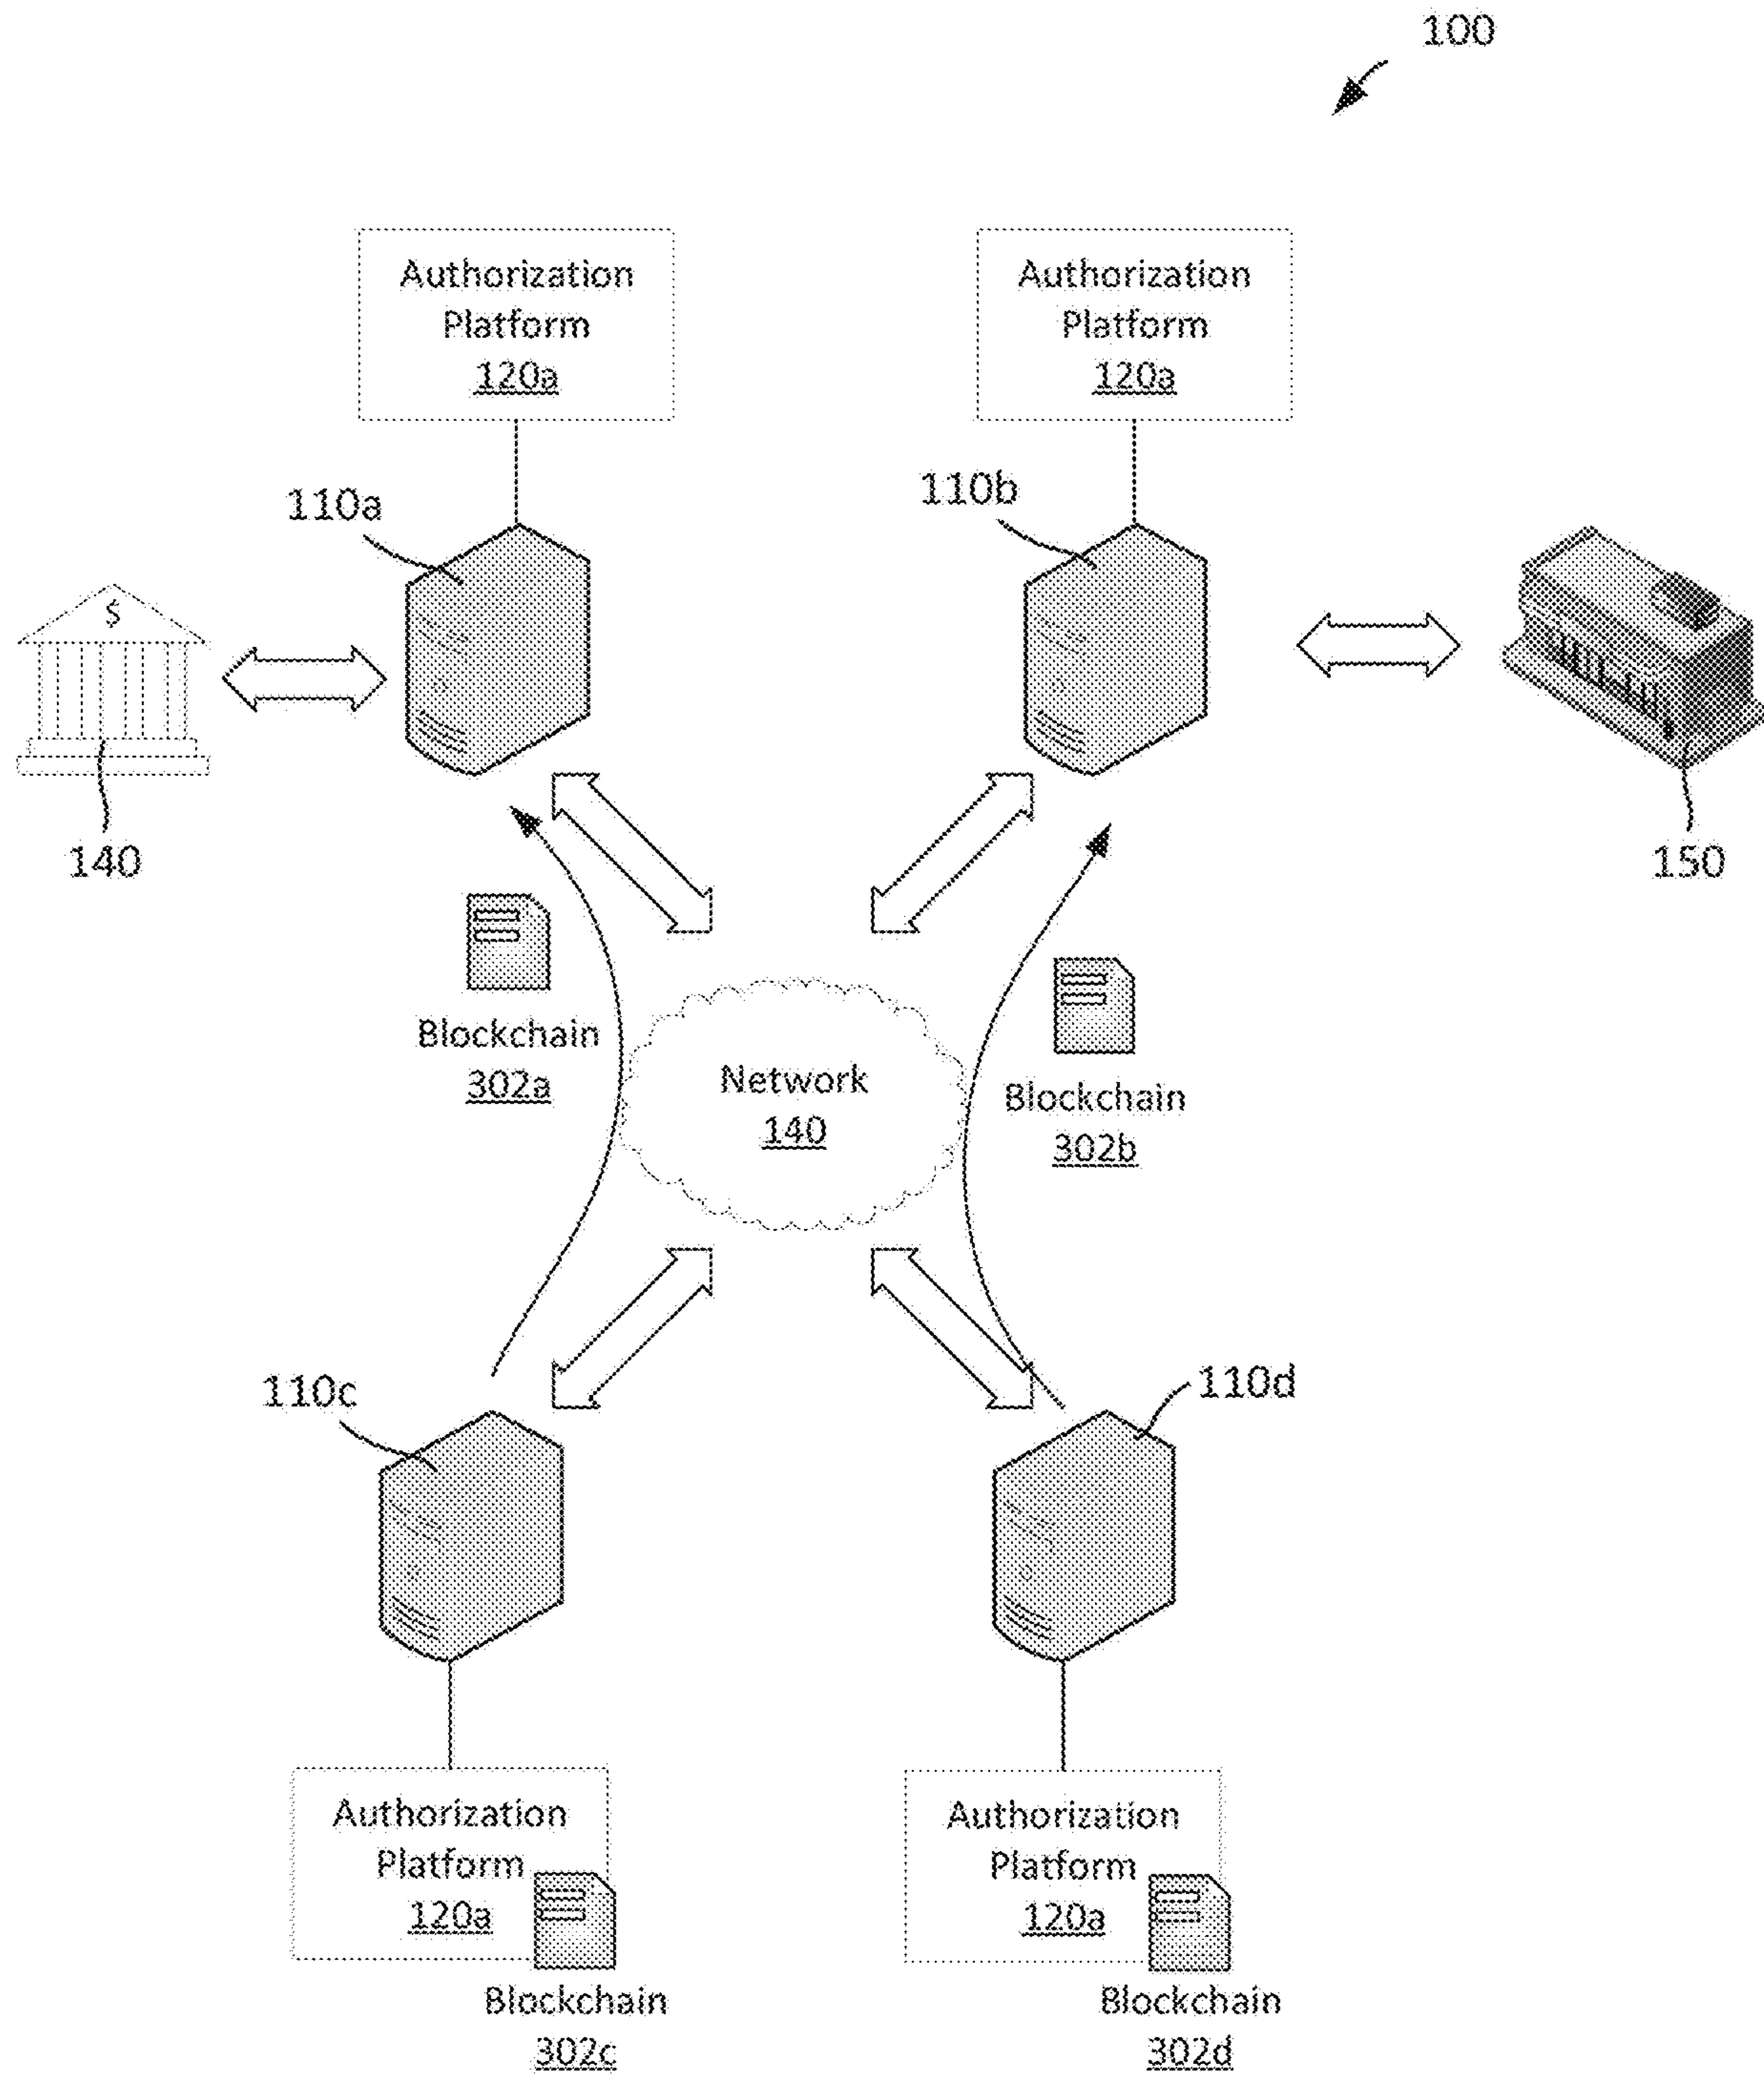 100
Authorization
Platform
120a
Authorization
Platform
120a
110a
110b
$
140
150
Blockchain
302a
Network
140
Blockchain
302b
110c
110d
Authorization
Platform
120a
Authorization
Platform
120a
Blockchain
302c
Blockchain
302d